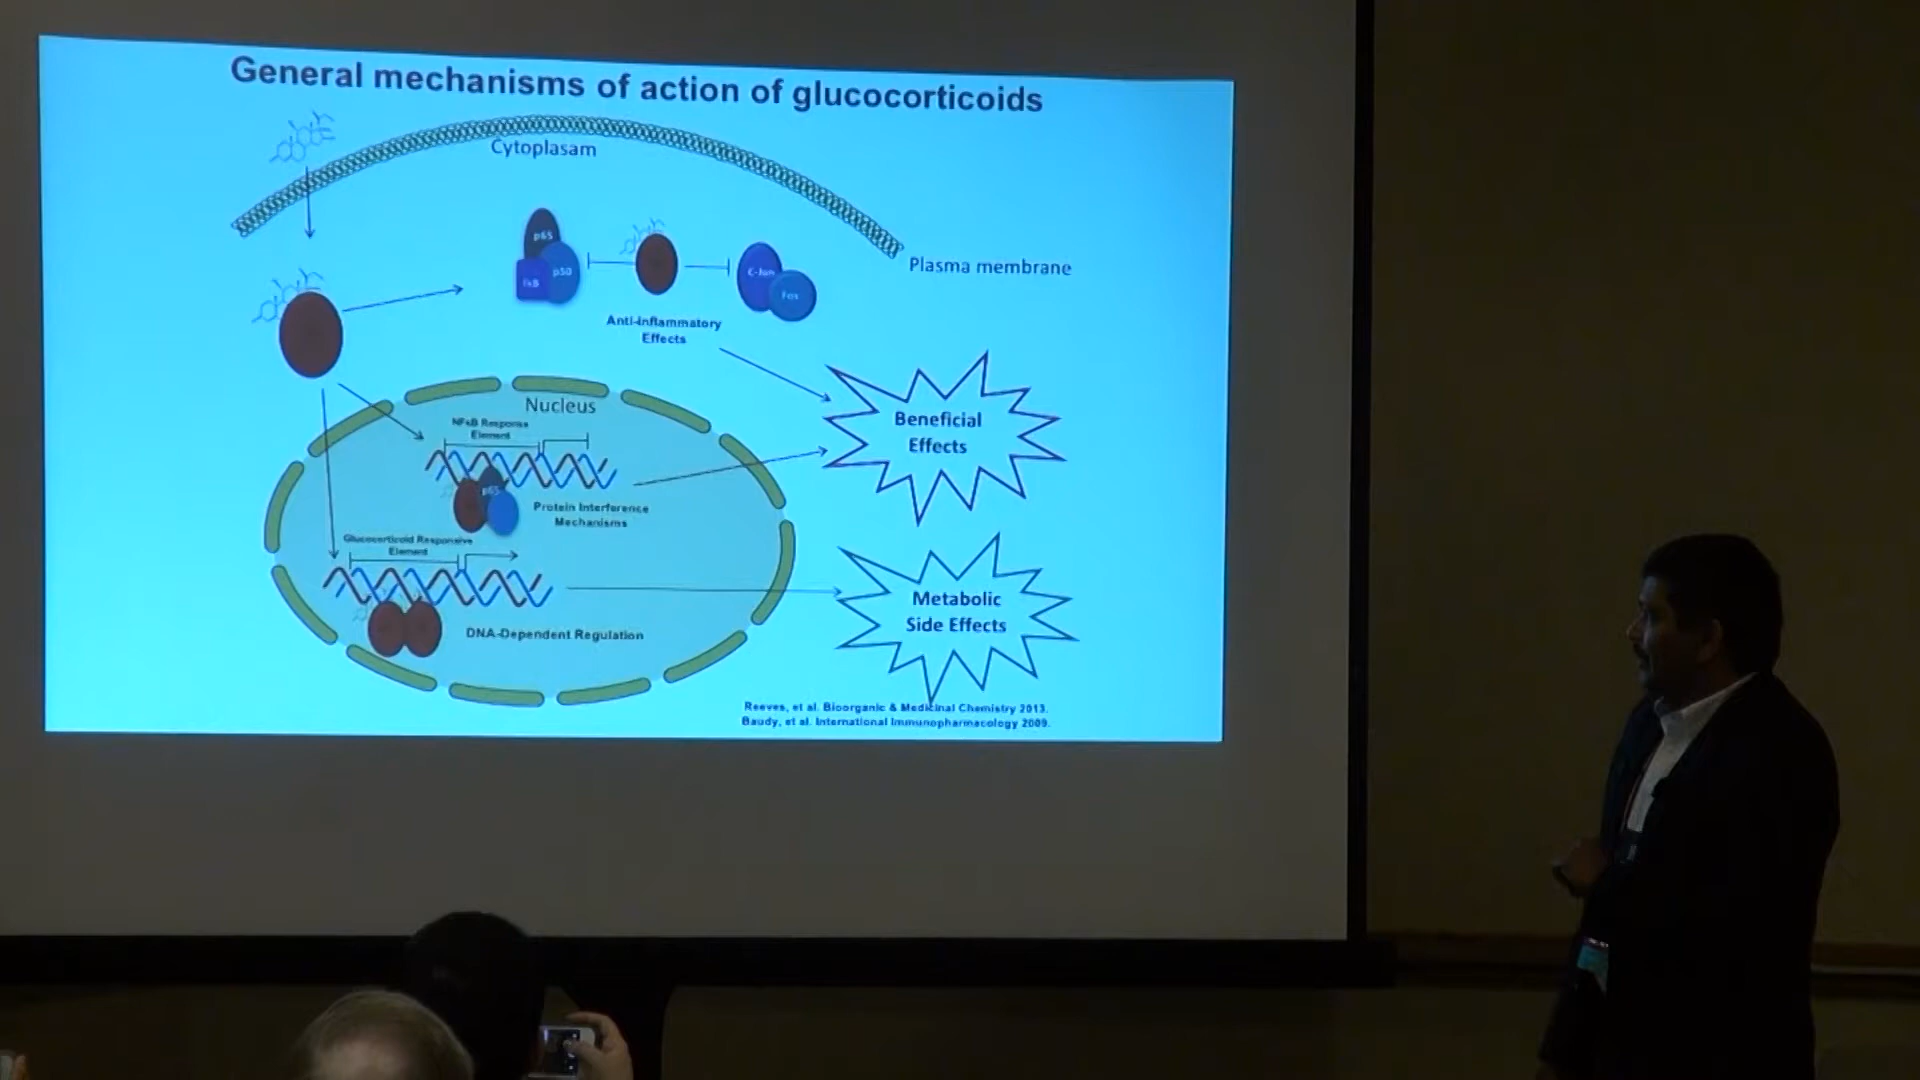 General mechanisms of action of glucocorticoids
Cytoplasam
Plasma membrane
p65
p50
IκB
C-Jun
Fos
Anti-Inflammatory
Effects
Beneficial
Effects
Nucleus
NFκB Response
Element
p65
Protein Interference
Mechanisms
Glucocorticoid Responsive
Element
DNA-Dependent Regulation
Metabolic
Side Effects
Reeves, et al. Bioorganic & Medicinal Chemistry 2013.
Baudy, et al. International Immunopharmacology 2009.